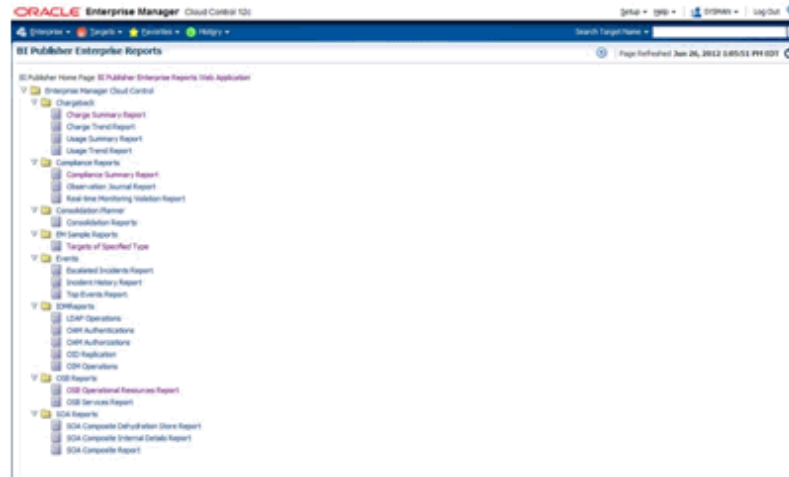 ORACLE Enterprise Manager Cloud Control 12c
Setup Help SYSMAN Log Out
Enterprise Targets Favorites History Search Target Name
BI Publisher Enterprise Reports
Page Refreshed Jun 26, 2012 1:05:51 PM EDT
BI Publisher Home Page BI Publisher Enterprise Reports Web Application
Enterprise Manager Cloud Control
Chargeback
Charge Summary Report
Charge Trend Report
Usage Summary Report
Usage Trend Report
Compliance Reports
Compliance Summary Report
Observation Journal Report
Real-time Monitoring Violation Report
Consolidation Planner
Consolidation Reports
EM Sample Reports
Targets of Specified Type
Events
Escalated Incidents Report
Incident History Report
Top Events Report
IDMReports
LDAP Operations
OAM Authentications
OAM Authorizations
OID Replication
OIM Operations
OSB Reports
OSB Operational Resources Report
OSB Services Report
SOA Reports
SOA Composite Dehydration Store Report
SOA Composite Internal Details Report
SOA Composite Report